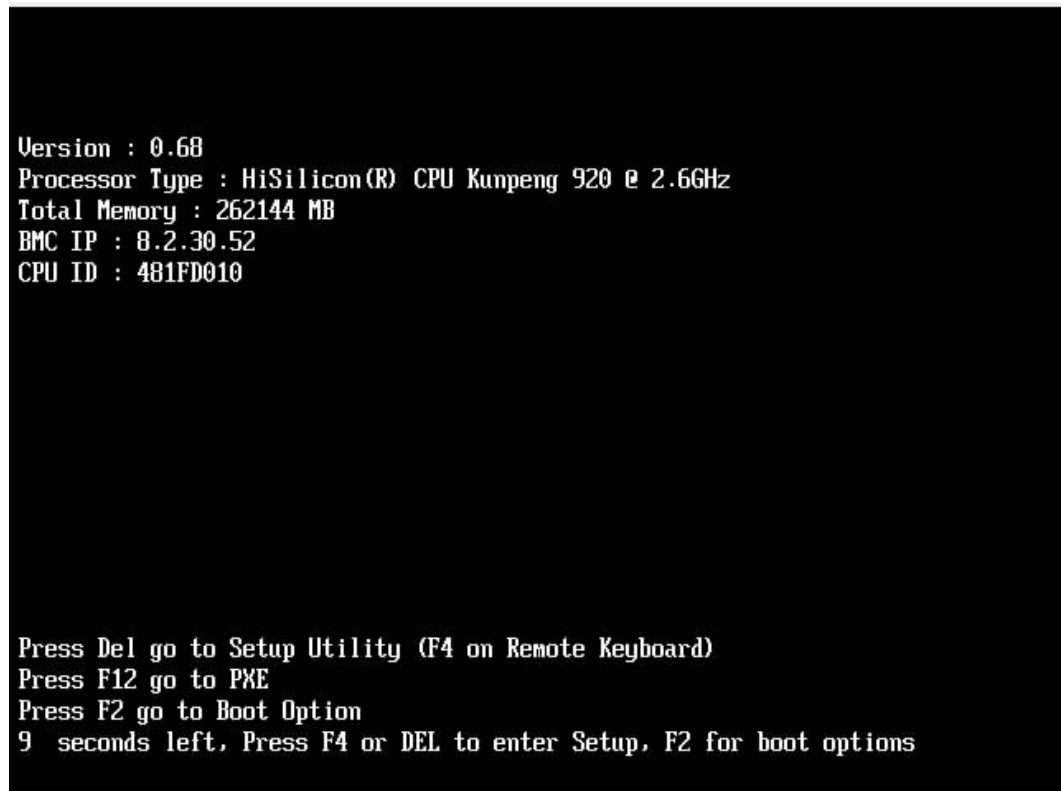 Version : 0.68
Processor Type : HiSilicon(R) CPU Kunpeng 920 @ 2.6GHz
Total Memory : 262144 MB
BMC IP : 8.2.30.52
CPU ID : 481FD010
Press Del go to Setup Utility (F4 on Remote Keyboard)
Press F12 go to PXE
Press F2 go to Boot Option
9  seconds left, Press F4 or DEL to enter Setup, F2 for boot options